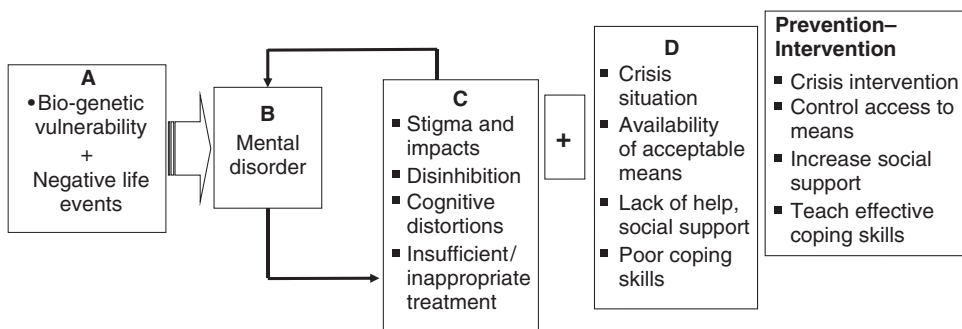 A
•Bio-genetic
vulnerability
+
Negative life
events
B
Mental
disorder
C
▪ Stigma and
impacts
▪ Disinhibition
▪ Cognitive
distortions
▪ Insufficient/
inappropriate
treatment
+
D
▪ Crisis
situation
▪ Availability
of acceptable
means
▪ Lack of help,
social support
▪ Poor coping
skills
Prevention–
Intervention
▪ Crisis intervention
▪ Control access to
means
▪ Increase social
support
▪ Teach effective
coping skills